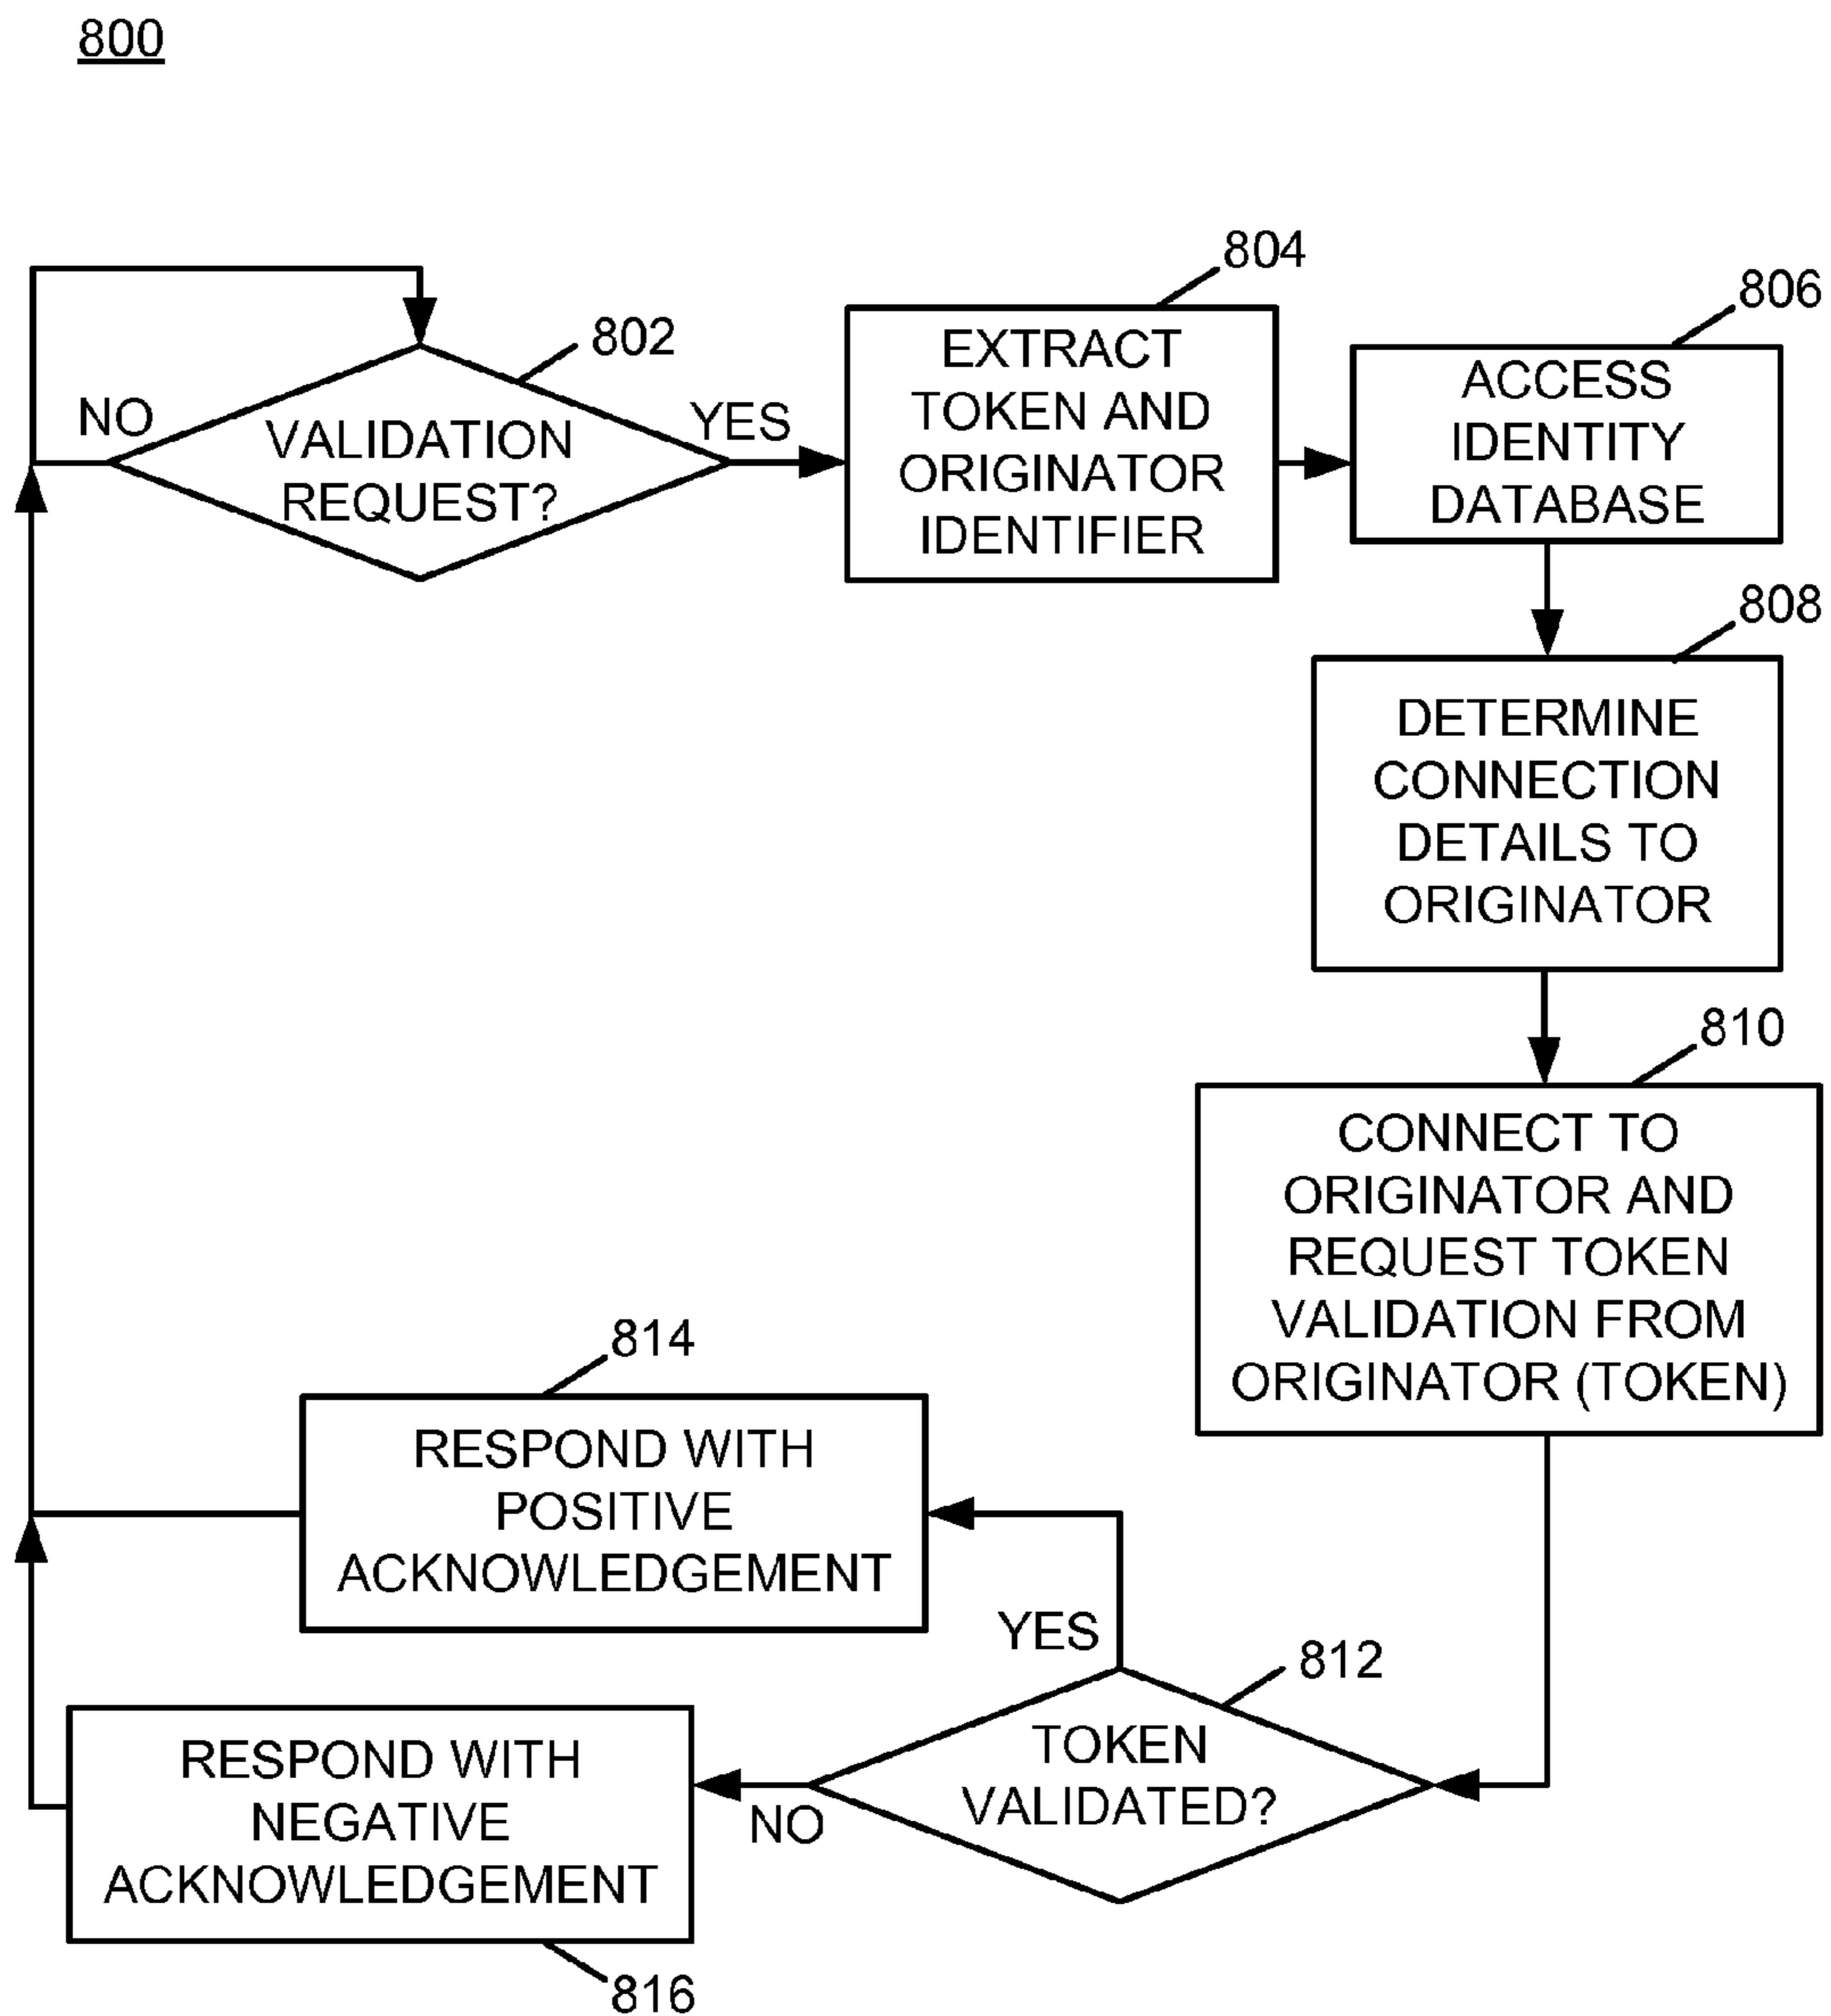 800
804
806
802
NO
VALIDATION
REQUEST?
YES
EXTRACT
TOKEN AND
ORIGINATOR
IDENTIFIER
ACCESS
IDENTITY
DATABASE
808
DETERMINE
CONNECTION
DETAILS TO
ORIGINATOR
810
CONNECT TO
ORIGINATOR AND
REQUEST TOKEN
VALIDATION FROM
ORIGINATOR (TOKEN)
814
RESPOND WITH
POSITIVE
ACKNOWLEDGEMENT
YES
812
TOKEN
VALIDATED?
NO
RESPOND WITH
NEGATIVE
ACKNOWLEDGEMENT
816